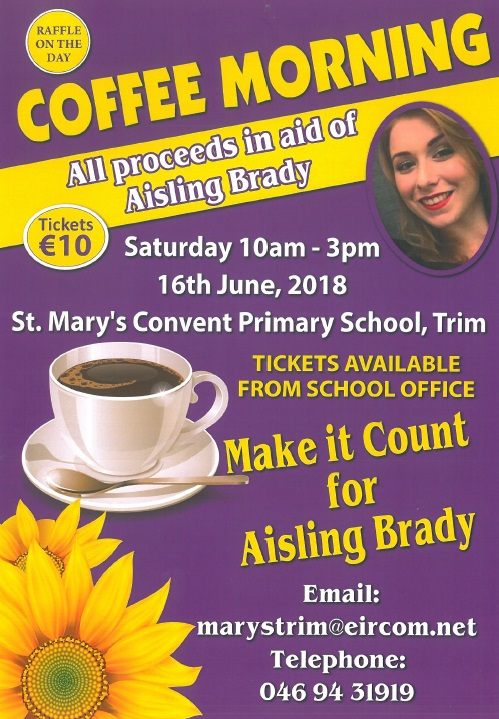 RAFFLE
ON THE
DAY
COFFEE MORNING
All proceeds in aid of
Aisling Brady
Tickets
€10
Saturday 10am - 3pm
16th June, 2018
St. Mary's Convent Primary School, Trim
TICKETS AVAILABLE
FROM SCHOOL OFFICE
Make it Count
for
Aisling Brady
Email:
marystrim@eircom.net
Telephone:
046 94 31919